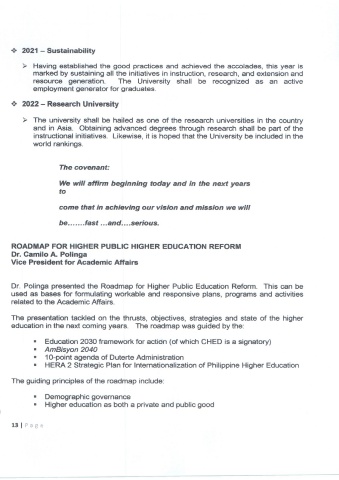 ❖ 2021 – Sustainability
➢ Having established the good practices and achieved the accolades, this year is
marked by sustaining all the initiatives in instruction, research, and extension and
resource generation. The University shall be recognized as an active
employment generator for graduates.
❖ 2022 – Research University
➢ The university shall be hailed as one of the research universities in the country
and in Asia. Obtaining advanced degrees through research shall be part of the
instructional initiatives. Likewise, it is hoped that the University be included in the
world rankings.
The covenant:
We will affirm beginning today and in the next years
to
come that in achieving our vision and mission we will
be…….fast …and….serious.
ROADMAP FOR HIGHER PUBLIC HIGHER EDUCATION REFORM
Dr. Camilo A. Polinga
Vice President for Academic Affairs
Dr. Polinga presented the Roadmap for Higher Public Education Reform. This can be
used as bases for formulating workable and responsive plans, programs and activities
related to the Academic Affairs.
The presentation tackled on the thrusts, objectives, strategies and state of the higher
education in the next coming years. The roadmap was guided by the:
• Education 2030 framework for action (of which CHED is a signatory)
• AmBisyon 2040
• 10-point agenda of Duterte Administration
• HERA 2 Strategic Plan for Internationalization of Philippine Higher Education
The guiding principles of the roadmap include:
• Demographic governance
• Higher education as both a private and public good
13 | Page